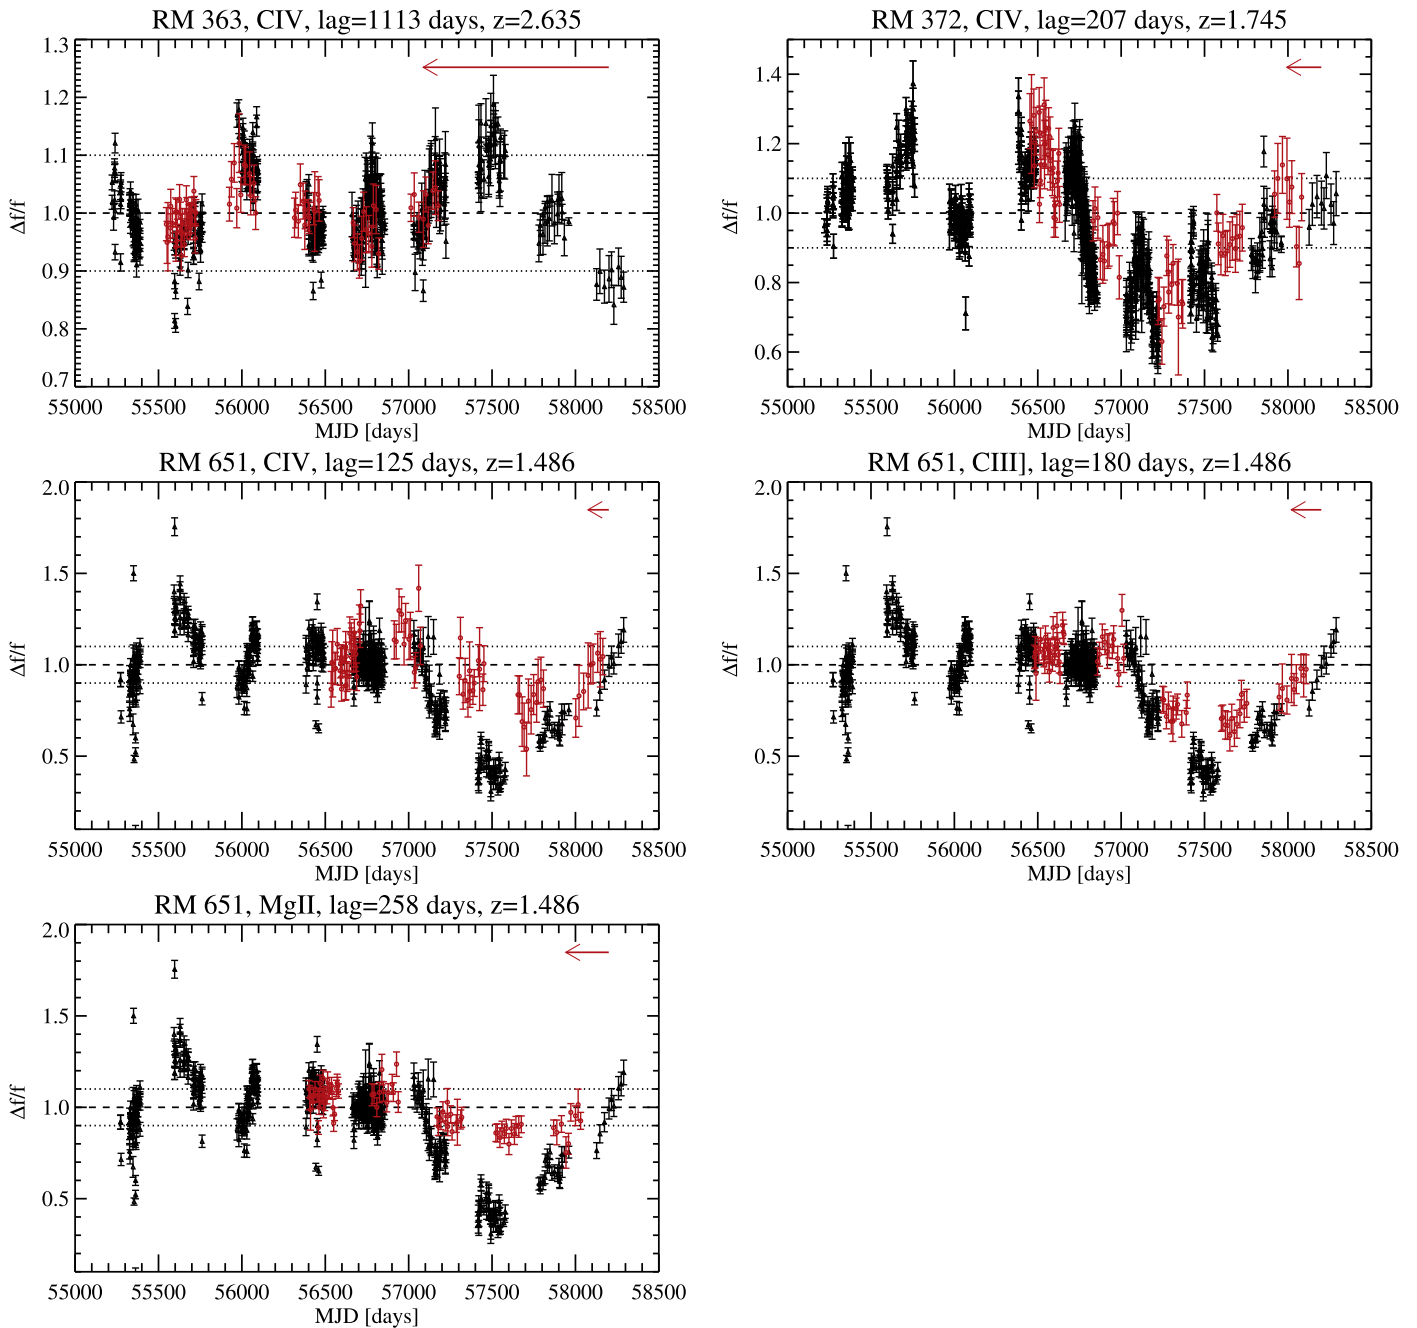 RM 363, CIV, lag=1113 days, z=2.635
1.3
1.2
1.1
1.0
0.9
0.8
0.7
Δf/f
55000 55500 56000 56500 57000 57500 58000 58500
MJD [days]
RM 372, CIV, lag=207 days, z=1.745
1.4
1.2
1.0
0.8
0.6
Δf/f
55000 55500 56000 56500 57000 57500 58000 58500
MJD [days]
RM 651, CIV, lag=125 days, z=1.486
2.0
1.5
1.0
0.5
Δf/f
55000 55500 56000 56500 57000 57500 58000 58500
MJD [days]
RM 651, CIII], lag=180 days, z=1.486
2.0
1.5
1.0
0.5
Δf/f
55000 55500 56000 56500 57000 57500 58000 58500
MJD [days]
RM 651, MgII, lag=258 days, z=1.486
2.0
1.5
1.0
0.5
Δf/f
55000 55500 56000 56500 57000 57500 58000 58500
MJD [days]